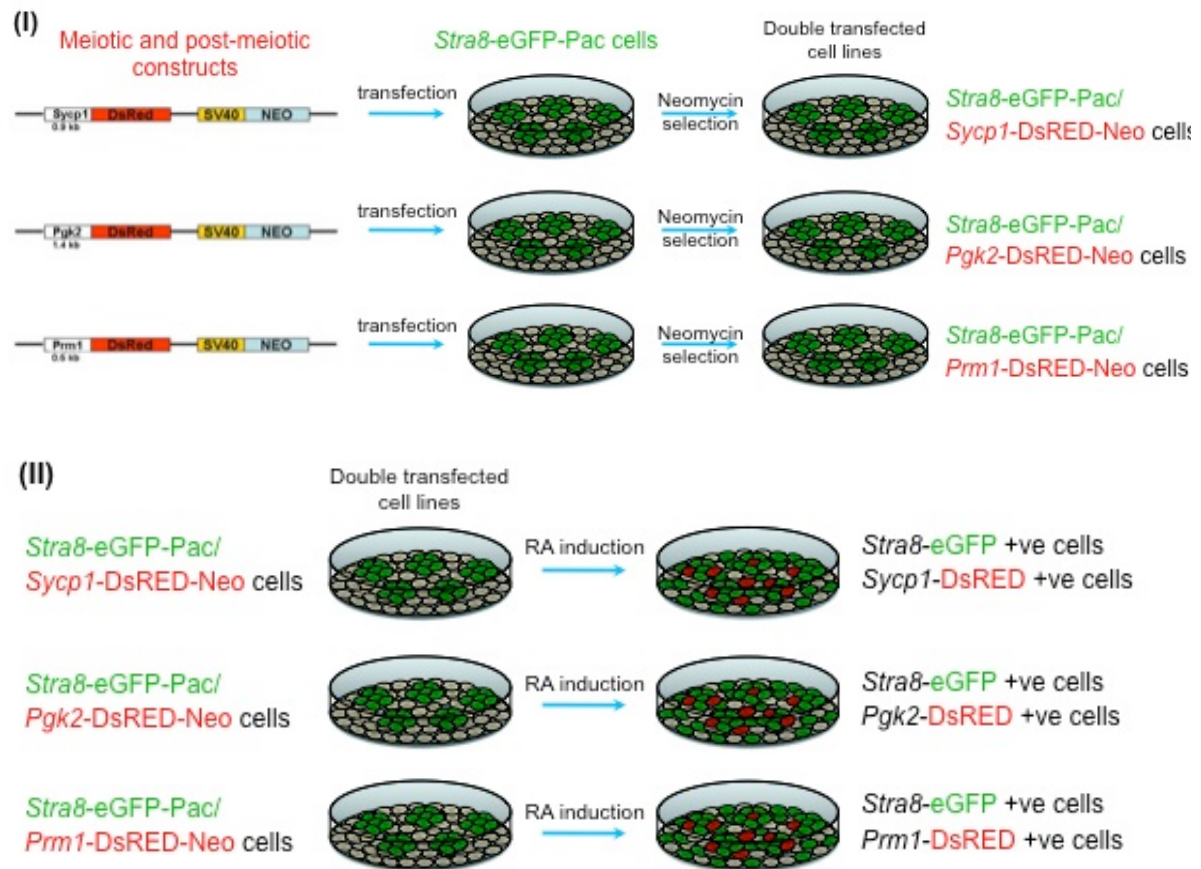 (I)
Meiotic and post-meiotic
constructs
Stra8-eGFP-Pac cells
Double transfected
cell lines
Sycp1 DsRed SV40 NEO
0.9 kb
transfection
Neomycin
selection
Stra8-eGFP-Pac/
Sycp1-DsRED-Neo cells
Pgk2 DsRed SV40 NEO
1.4 kb
transfection
Neomycin
selection
Stra8-eGFP-Pac/
Pgk2-DsRED-Neo cells
Prm1 DsRed SV40 NEO
0.6 kb
transfection
Neomycin
selection
Stra8-eGFP-Pac/
Prm1-DsRED-Neo cells
(II)
Double transfected
cell lines
Stra8-eGFP-Pac/
Sycp1-DsRED-Neo cells
RA induction
Stra8-eGFP +ve cells
Sycp1-DsRED +ve cells
Stra8-eGFP-Pac/
Pgk2-DsRED-Neo cells
RA induction
Stra8-eGFP +ve cells
Pgk2-DsRED +ve cells
Stra8-eGFP-Pac/
Prm1-DsRED-Neo cells
RA induction
Stra8-eGFP +ve cells
Prm1-DsRED +ve cells